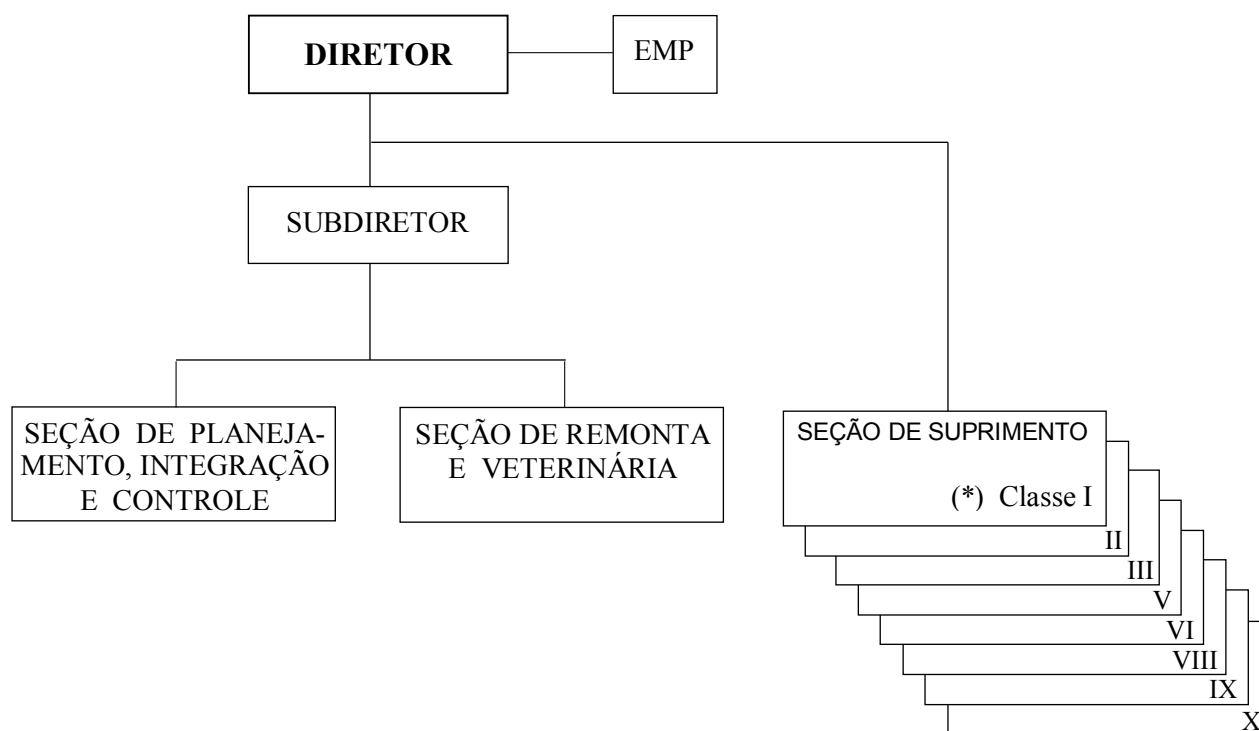 DIRETOR
EMP
SUBDIRETOR
SEÇÃO DE PLANEJA-
MENTO, INTEGRAÇÃO
E CONTROLE
SEÇÃO DE REMONTA
E VETERINÁRIA
SEÇÃO DE SUPRIMENTO
(*) Classe I
II
III
V
VI
VIII
IX
X